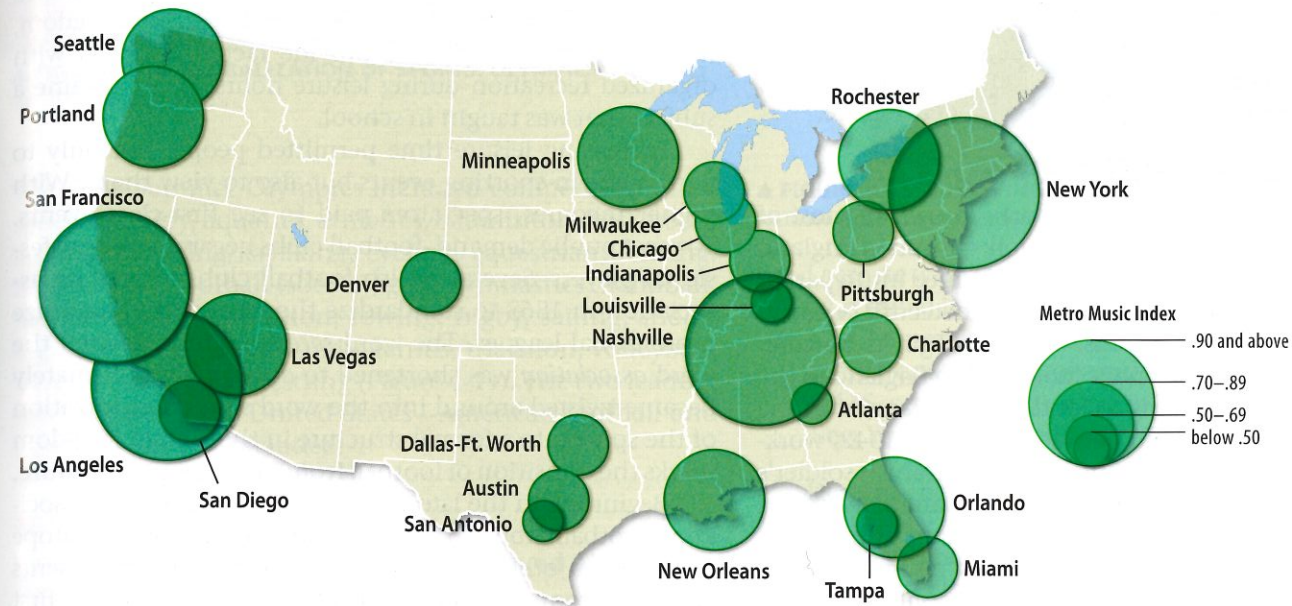 Seattle
Portland
San Francisco
Los Angeles
San Diego
Las Vegas
Denver
Minneapolis
Milwaukee
Chicago
Indianapolis
Louisville
Nashville
Dallas-Ft. Worth
Austin
San Antonio
New Orleans
Atlanta
Charlotte
Pittsburgh
Rochester
New York
Orlando
Tampa
Miami
Metro Music Index
.90 and above
.70–.89
.50–.69
below .50